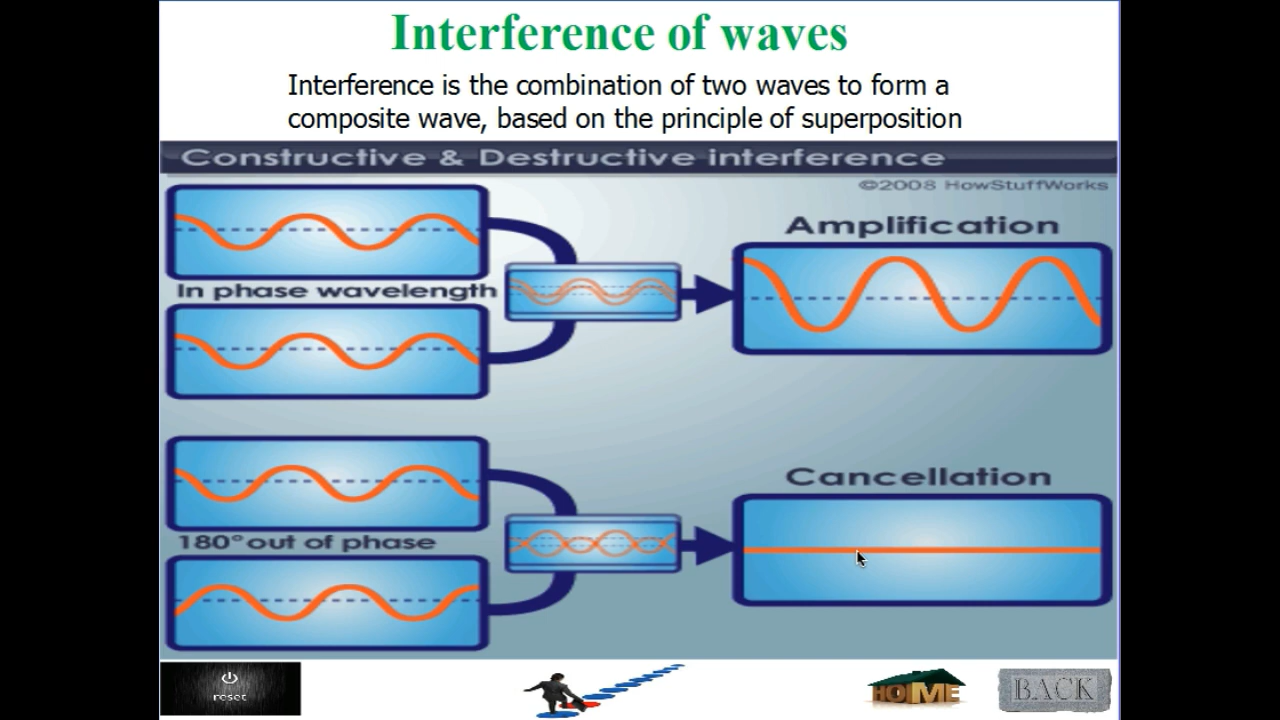 Interference of waves
Interference is the combination of two waves to form a
composite wave, based on the principle of superposition
Constructive & Destructive interference
©2008 HowStuffWorks
Amplification
In phase wavelength
Cancellation
180° out of phase
reset
HOME
BACK